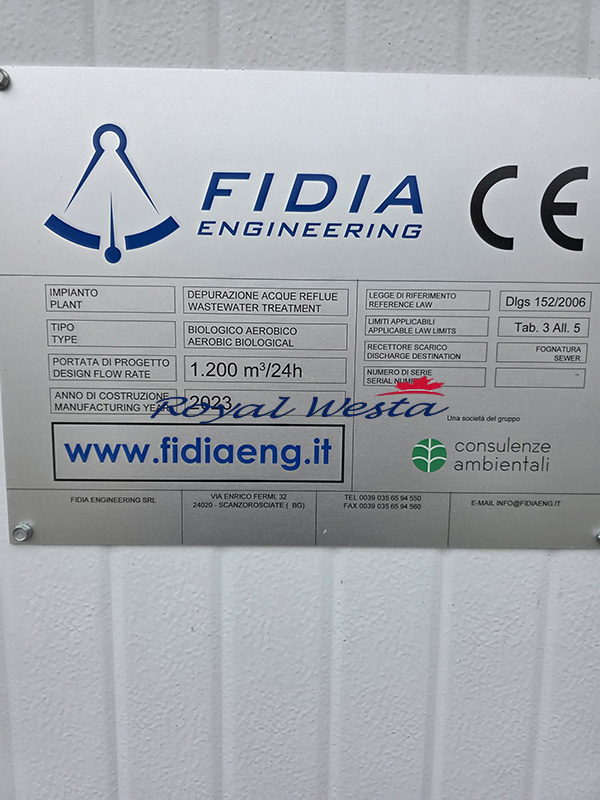 FIDIA
ENGINEERING
CE
IMPIANTO
PLANT
DEPURAZIONE ACQUE REFLUE
WASTEWATER TREATMENT
TIPO
TYPE
BIOLOGICO AEROBICO
AEROBIC BIOLOGICAL
PORTATA DI PROGETTO
DESIGN FLOW RATE
1.200 m³/24h
ANNO DI COSTRUZIONE
MANUFACTURING YEAR
2023
LEGGE DI RIFERIMENTO
REFERENCE LAW
Dlgs 152/2006
LIMITI APPLICABILI
APPLICABLE LAW LIMITS
Tab. 3 All. 5
RECETTORE SCARICO
DISCHARGE DESTINATION
FOGNATURA
SEWER
NUMERO DI SERIE
SERIAL NUMBER
-
Royal Westa
www.fidiaeng.it
Una società del gruppo
consulenze
ambientali
FIDIA ENGINEERING SRL
VIA ENRICO FERMI, 32
24020 - SCANZOROSCIATE ( BG)
TEL 0039 035 65 94 550
FAX 0039 035 65 94 560
E-MAIL INFO@FIDIAENG.IT